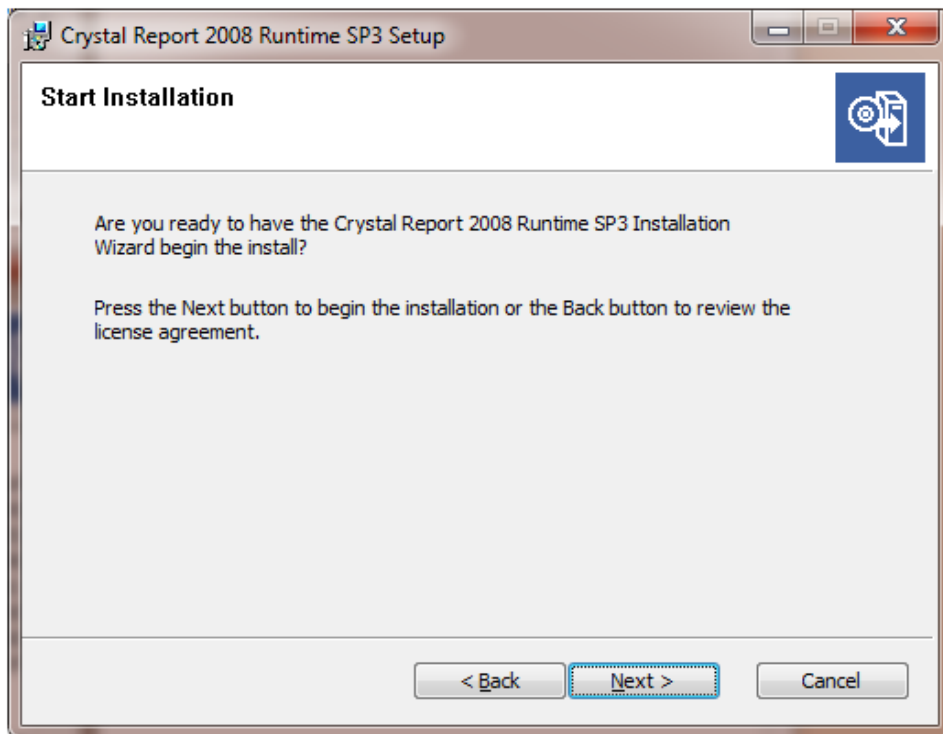 Crystal Report 2008 Runtime SP3 Setup
Start Installation
Are you ready to have the Crystal Report 2008 Runtime SP3 Installation
Wizard begin the install?
Press the Next button to begin the installation or the Back button to review the
license agreement.
< Back
Next >
Cancel